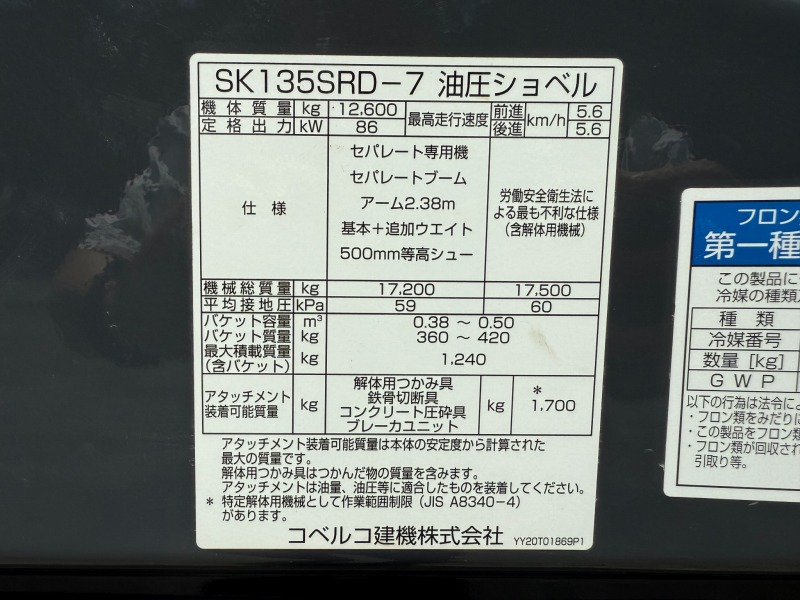 SK135SRD-7 油圧ショベル
機体質量 kg 12,600 最高走行速度 前進 km/h 5.6
定格出力 kW 86 後進 5.6
仕様
セパレート専用機
セパレートブーム
アーム2.38m
基本+追加ウエイト
500mm等高シュー
労働安全衛生法に
よる最も不利な仕様
(含解体用機械)
機械総質量 kg 17,200 17,500
平均接地圧 kPa 59 60
バケット容量 m³ 0.38 ~ 0.50
バケット質量 kg 360 ~ 420
最大積載質量
(含バケット)
kg 1.240
アタッチメント
装着可能質量
kg
解体用つかみ具
鉄骨切断具
コンクリート圧砕具
ブレーカユニット
kg
*
1.700
アタッチメント装着可能質量は本体の安定度から計算された
最大の質量です。
解体用つかみ具はつかんだ物の質量を含みます。
アタッチメントは油量、油圧等に適合したものを装着してください。
* 特定解体用機械として作業範囲制限(JIS A8340-4)
があります。
コベルコ建機株式会社 YY20T01869P1
フロン
第一種
この製品に
冷媒の種類
種類
冷媒番号
数量 [kg]
GWP
以下の行為は法令に
・フロン類をみだりに
・この製品をフロン
・フロン類が回収され
引取り等。